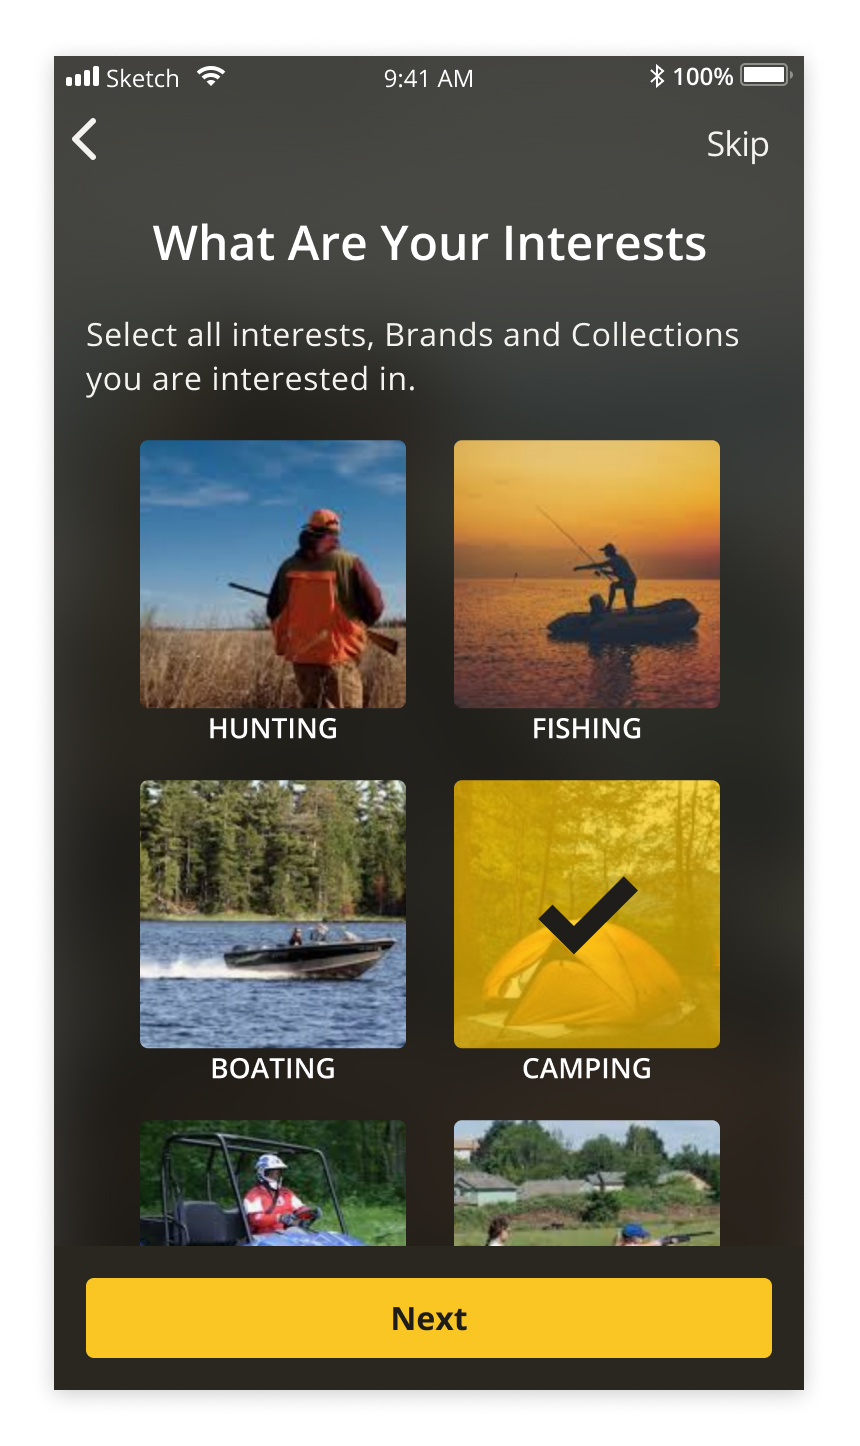 Sketch 9:41 AM 100%
Skip
What Are Your Interests
Select all interests, Brands and Collections
you are interested in.
HUNTING FISHING
BOATING CAMPING
Next